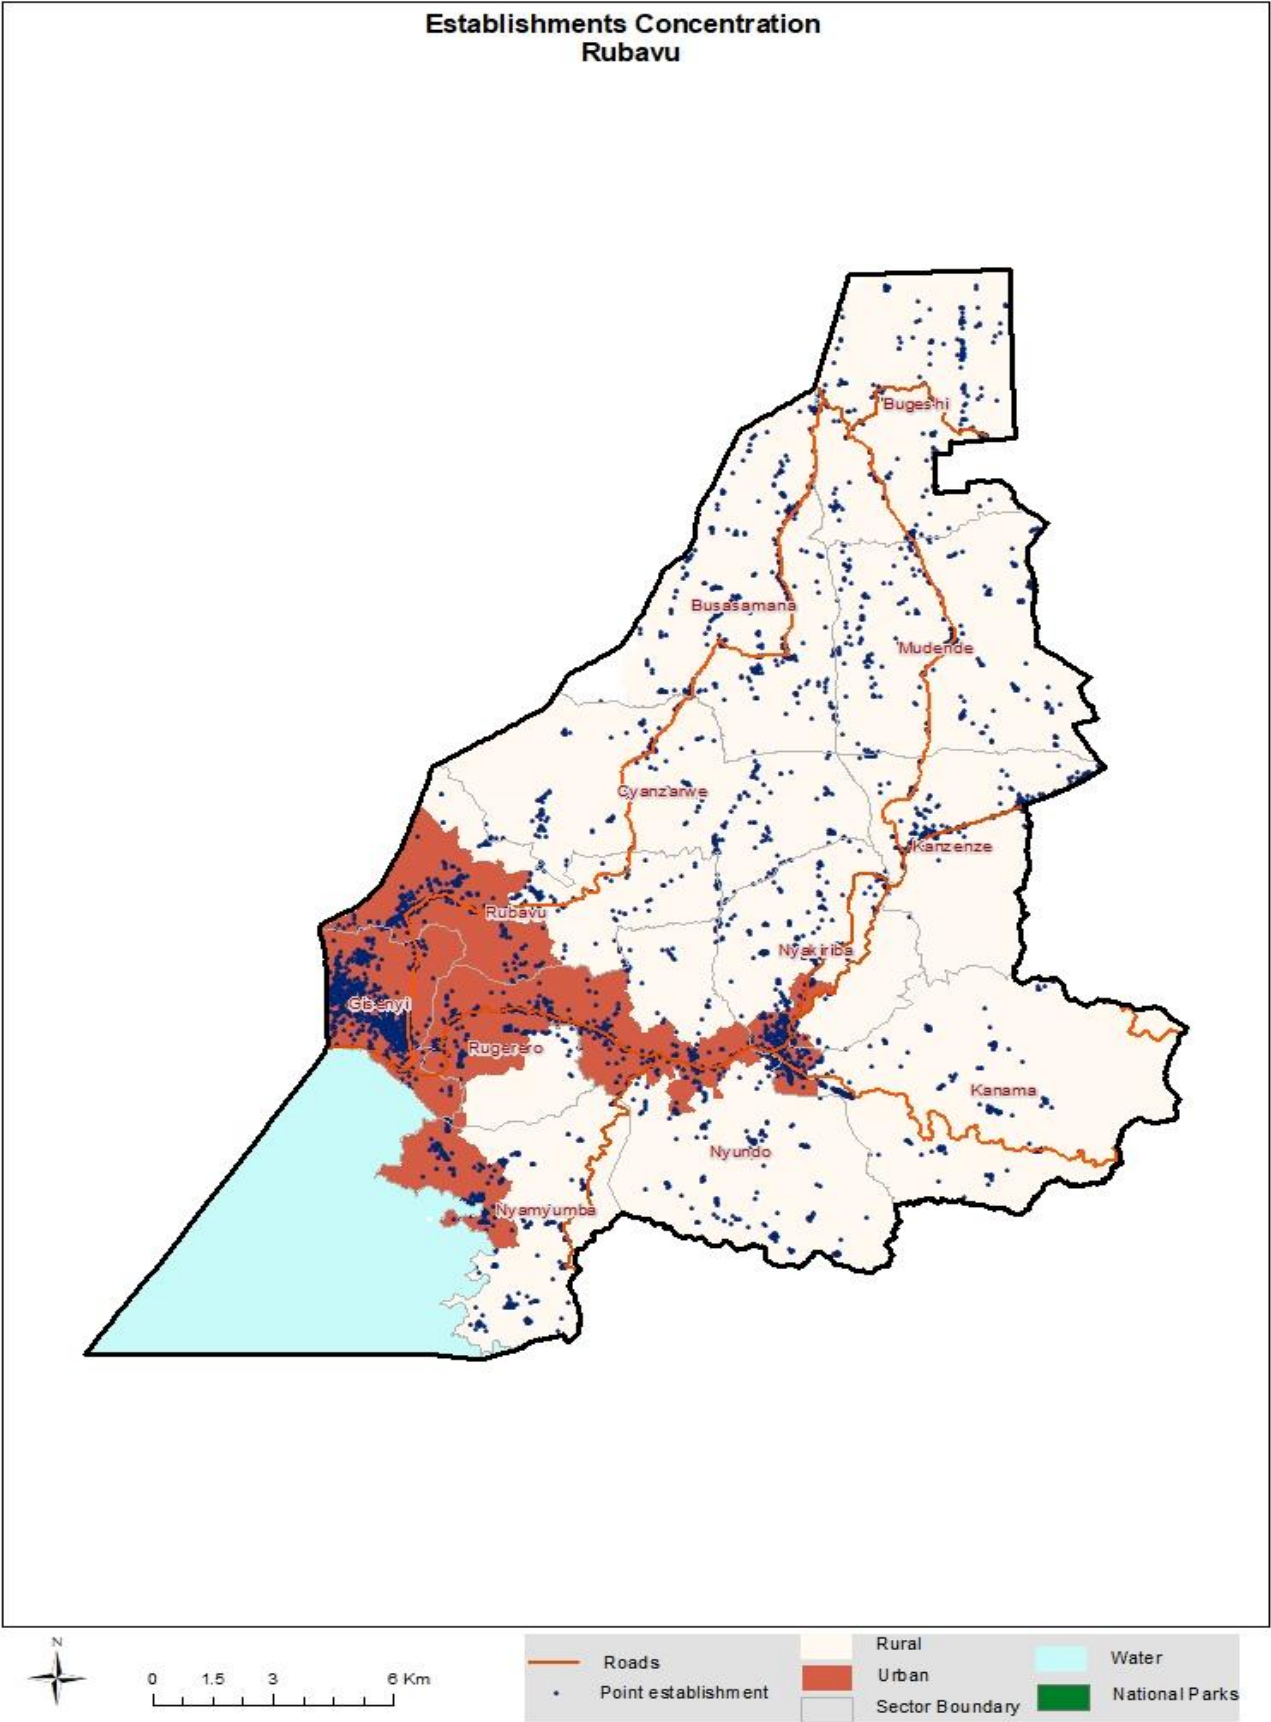 Establishments Concentration
Rubavu
Bugeshi
Busasamana
Mudende
Cyanzarwe
Kanzenze
Rubavu
Nyakiriba
Gisenyi
Rugerero
Kanama
Nyundo
Nyamyumba
N
0 1.5 3 6 Km
Roads
Point establishment
Rural
Urban
Sector Boundary
Water
National Parks